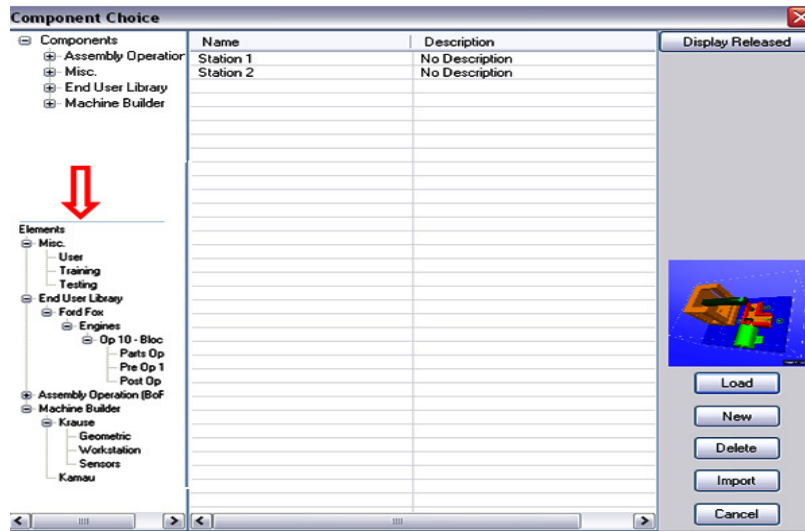 Component Choice
Components
Assembly Operation
Misc.
End User Library
Machine Builder
Elements
Misc.
User
Training
Testing
End User Library
Ford Fox
Engines
Op 10 - Bloc
Parts Op
Pre Op 1
Post Op
Assembly Operation (BoF
Machine Builder
Krause
Geometric
Workstation
Sensors
Kamau
Name Description
Station 1 No Description
Station 2 No Description
Display Released
Load
New
Delete
Import
Cancel